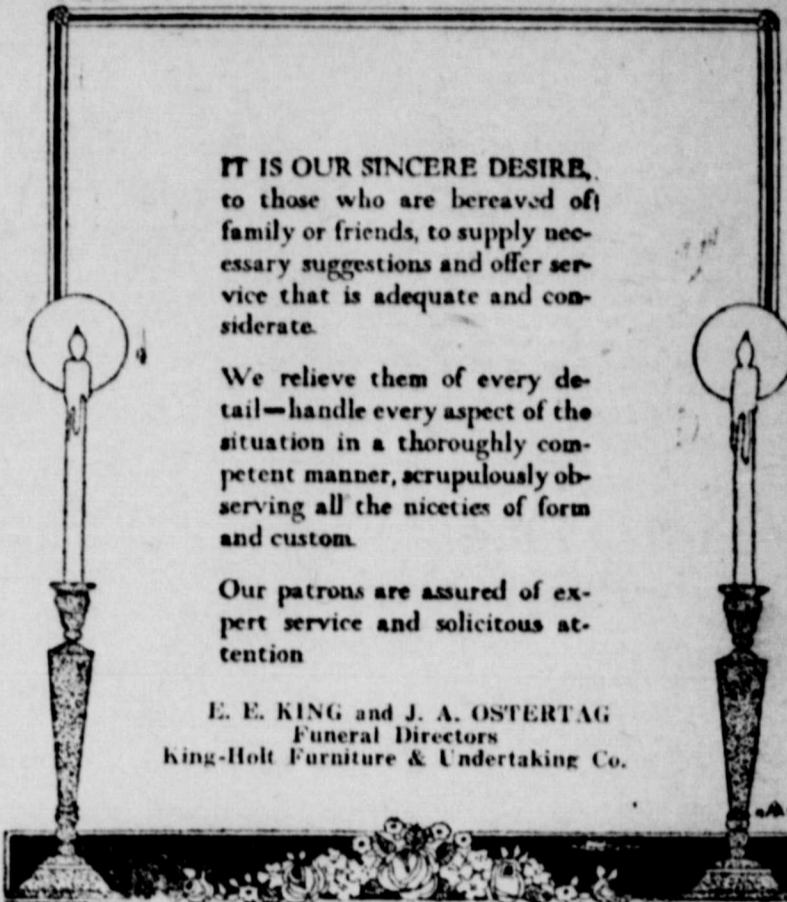 IT IS OUR SINCERE DESIRE,
to those who are bereaved of
family or friends, to supply nec-
essary suggestions and offer ser-
vice that is adequate and con-
siderate.
We relieve them of every de-
tail—handle every aspect of the
situation in a thoroughly com-
petent manner, scrupulously ob-
serving all the niceties of form
and custom.
Our patrons are assured of ex-
pert service and solicitous at-
tention
E. E. KING and J. A. OSTERTAG
Funeral Directors
King-Holt Furniture & Undertaking Co.